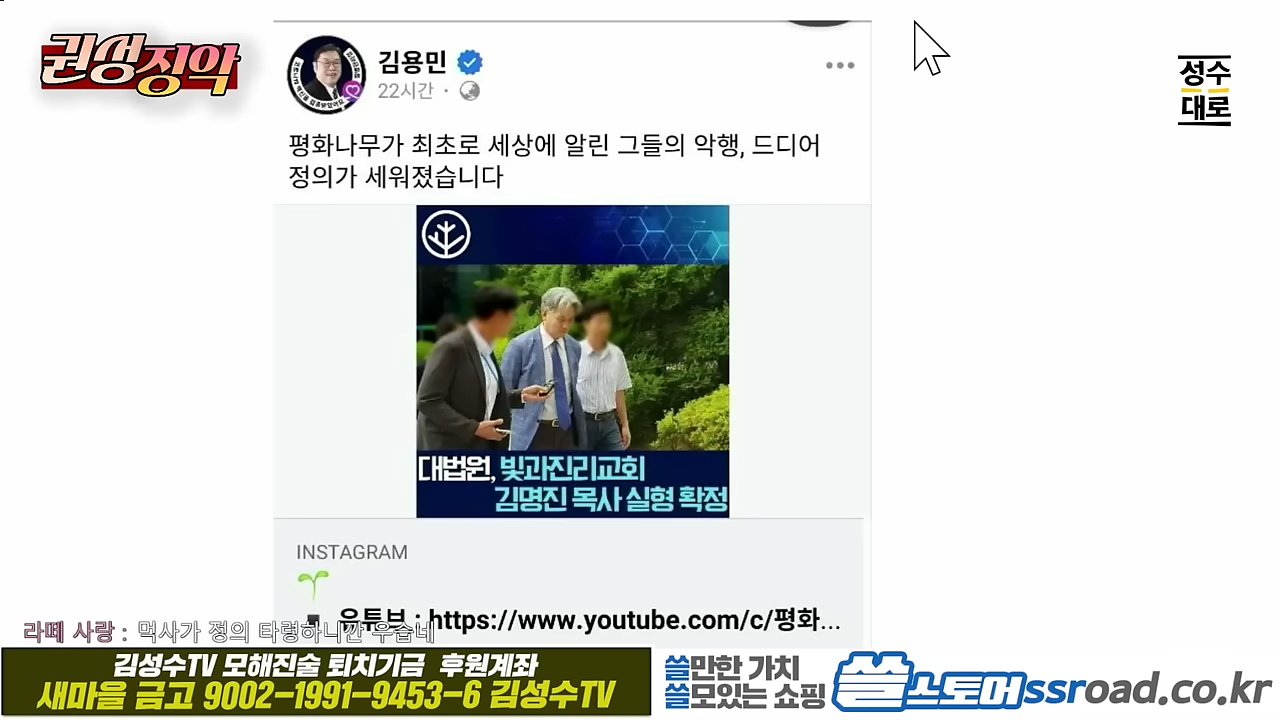 권성징악
김용민
22시간 ·
성수
대로
평화나무가 최초로 세상에 알린 그들의 악행, 드디어
정의가 세워졌습니다
대법원, 빛과진리교회
김명진 목사 실형 확정
INSTAGRAM
유튜브 : https://www.youtube.com/c/평화...
라떼 사랑 : 먹사가 정의 타령하니깐 우습네
김성수TV 모해진술 퇴치기금 후원계좌
새마을 금고 9002-1991-9453-6 김성수TV
쓸만한 가치
쓸모있는 쇼핑
쓸스토어ssroad.co.kr